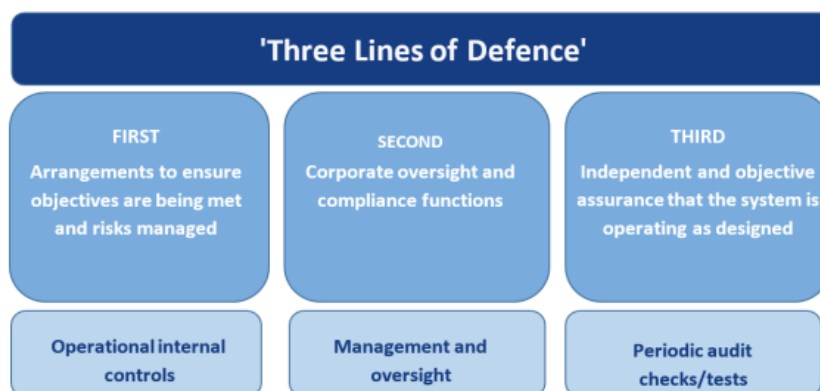 'Three Lines of Defence'
FIRST
Arrangements to ensure
objectives are being met
and risks managed
SECOND
Corporate oversight and
compliance functions
THIRD
Independent and objective
assurance that the system is
operating as designed
Operational internal
controls
Management and
oversight
Periodic audit
checks/tests